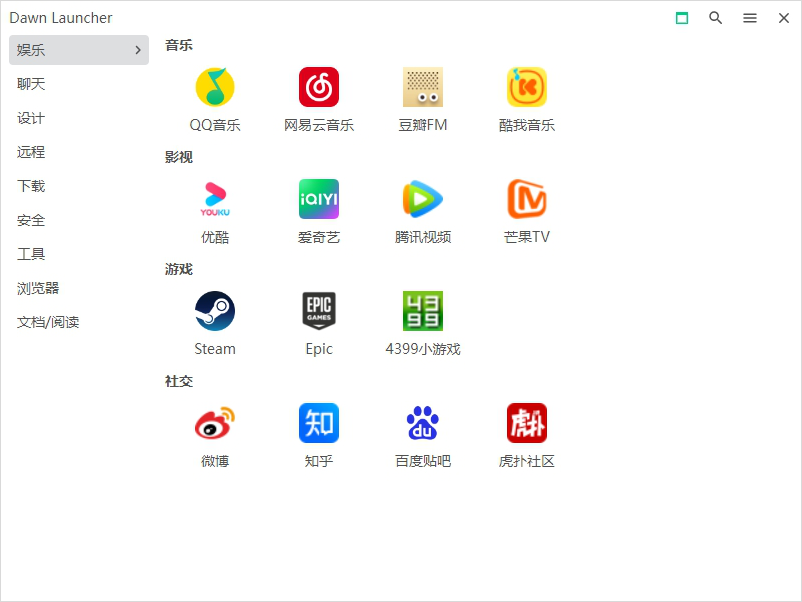 Dawn Launcher
娱乐
聊天
设计
远程
下载
安全
工具
浏览器
文档/阅读
音乐
QQ音乐 网易云音乐 豆瓣FM 酷我音乐
影视
YOUKU iQIYI
优酷 爱奇艺 腾讯视频 芒果TV
游戏
EPIC GAMES 4399
Steam Epic 4399小游戏
社交
知 du 虎扑
微博 知乎 百度贴吧 虎扑社区